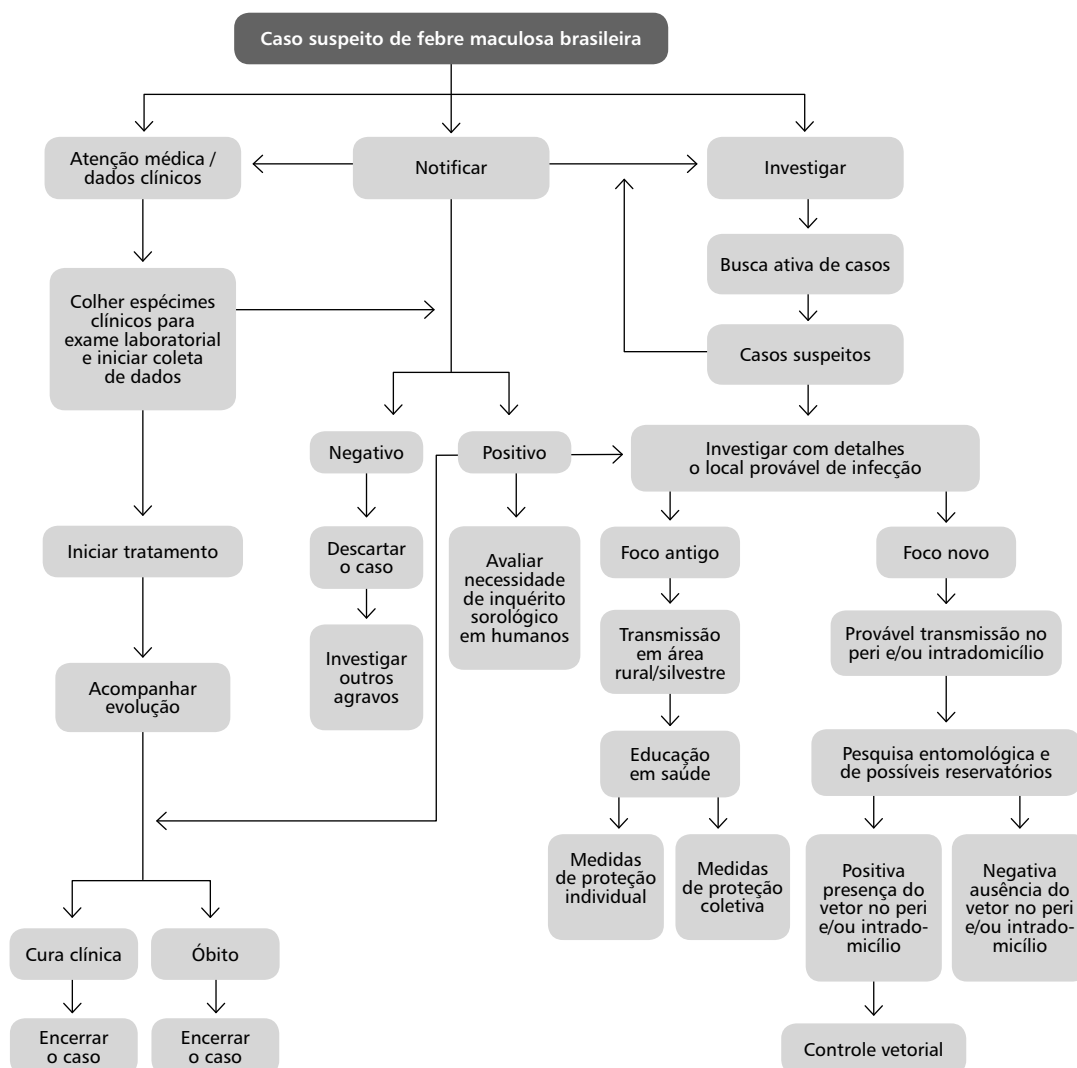 Caso suspeito de febre maculosa brasileira
Atenção médica /
dados clínicos
Notificar
Investigar
Busca ativa de casos
Colher espécimes
clínicos para
exame laboratorial
e iniciar coleta
de dados
Casos suspeitos
Negativo
Positivo
Investigar com detalhes
o local provável de infecção
Iniciar tratamento
Descartar
o caso
Avaliar
necessidade
de inquérito
sorológico
em humanos
Foco antigo
Foco novo
Transmissão
em área
rural/silvestre
Provável transmissão no
peri e/ou intradomicílio
Investigar
outros
agravos
Acompanhar
evolução
Educação
em saúde
Pesquisa entomológica e
de possíveis reservatórios
Medidas
de proteção
individual
Medidas
de proteção
coletiva
Positiva
presença do
vetor no peri
e/ou intrado-
micílio
Negativa
ausência do
vetor no peri
e/ou intrado-
micílio
Cura clínica
Óbito
Encerrar
o caso
Encerrar
o caso
Controle vetorial